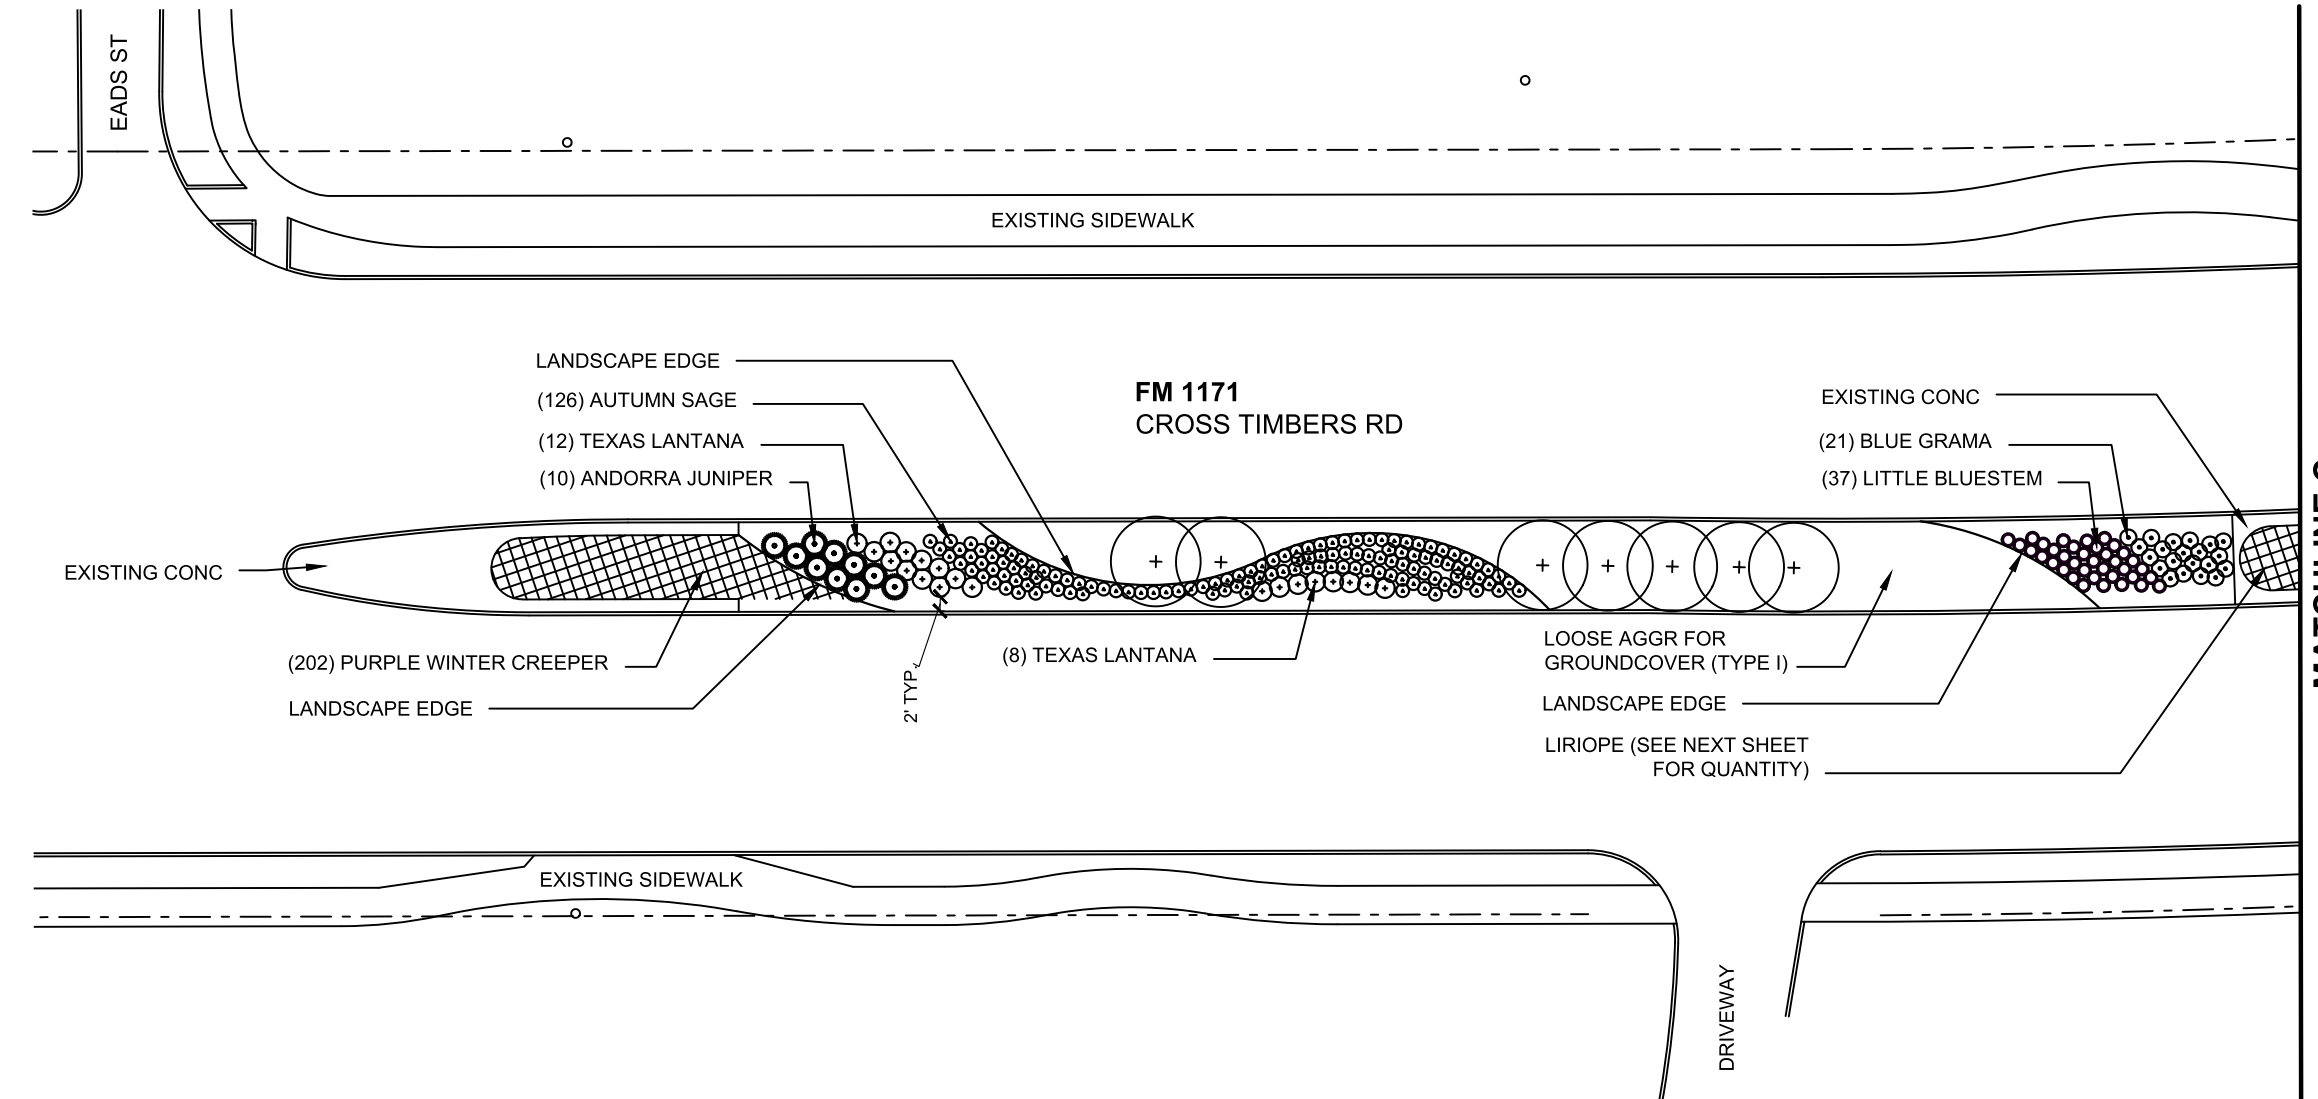 EADS ST
EXISTING SIDEWALK
LANDSCAPE EDGE
(126) AUTUMN SAGE
(12) TEXAS LANTANA
(10) ANDORRA JUNIPER
FM 1171
CROSS TIMBERS RD
EXISTING CONC
(21) BLUE GRAMA
(37) LITTLE BLUESTEM
EXISTING CONC
(202) PURPLE WINTER CREEPER
LANDSCAPE EDGE
2' TYP.
(8) TEXAS LANTANA
LOOSE AGGR FOR
GROUNDCOVER (TYPE I)
LANDSCAPE EDGE
LIRIOPE (SEE NEXT SHEET
FOR QUANTITY)
EXISTING SIDEWALK
DRIVEWAY